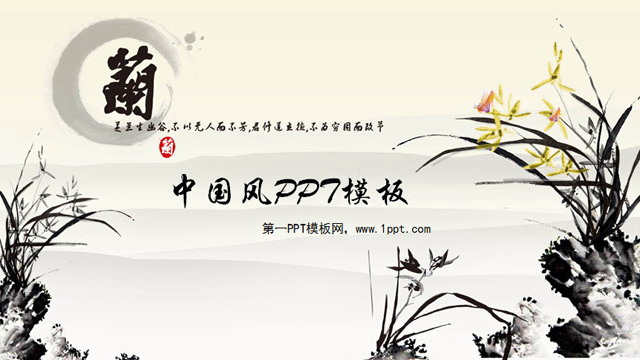 蘭
芝兰生幽谷,不以无人而不芳,君子修道立德,不为穷困而改节
蘭
中国风PPT模板
第一PPT模板网，www.1ppt.com